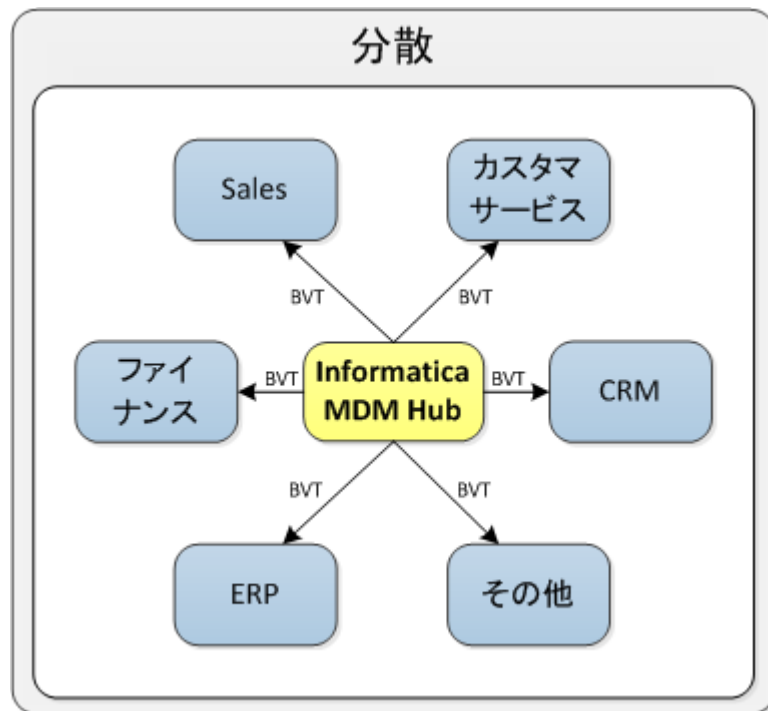 分散
Sales
カスタマ
サービス
BVT
BVT
ファイ
ナンス
BVT
Informatica
MDM Hub
BVT
CRM
BVT
BVT
ERP
その他